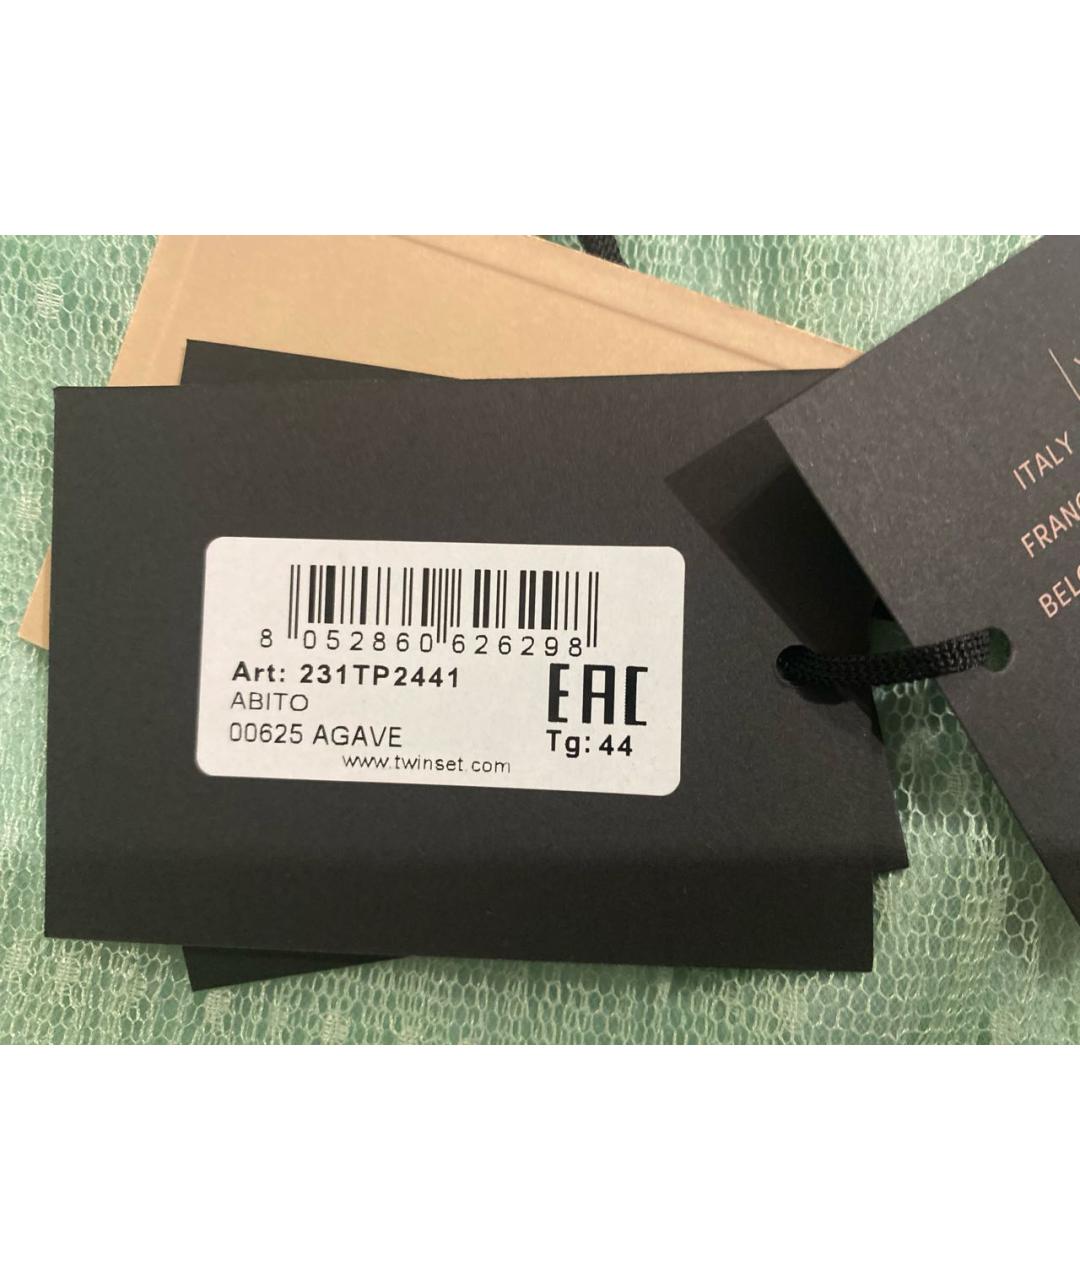 8 052860 626298
Art: 231TP2441
ABITO
EAC
00625 AGAVE
Tg: 44
www.twinset.com
ITALY